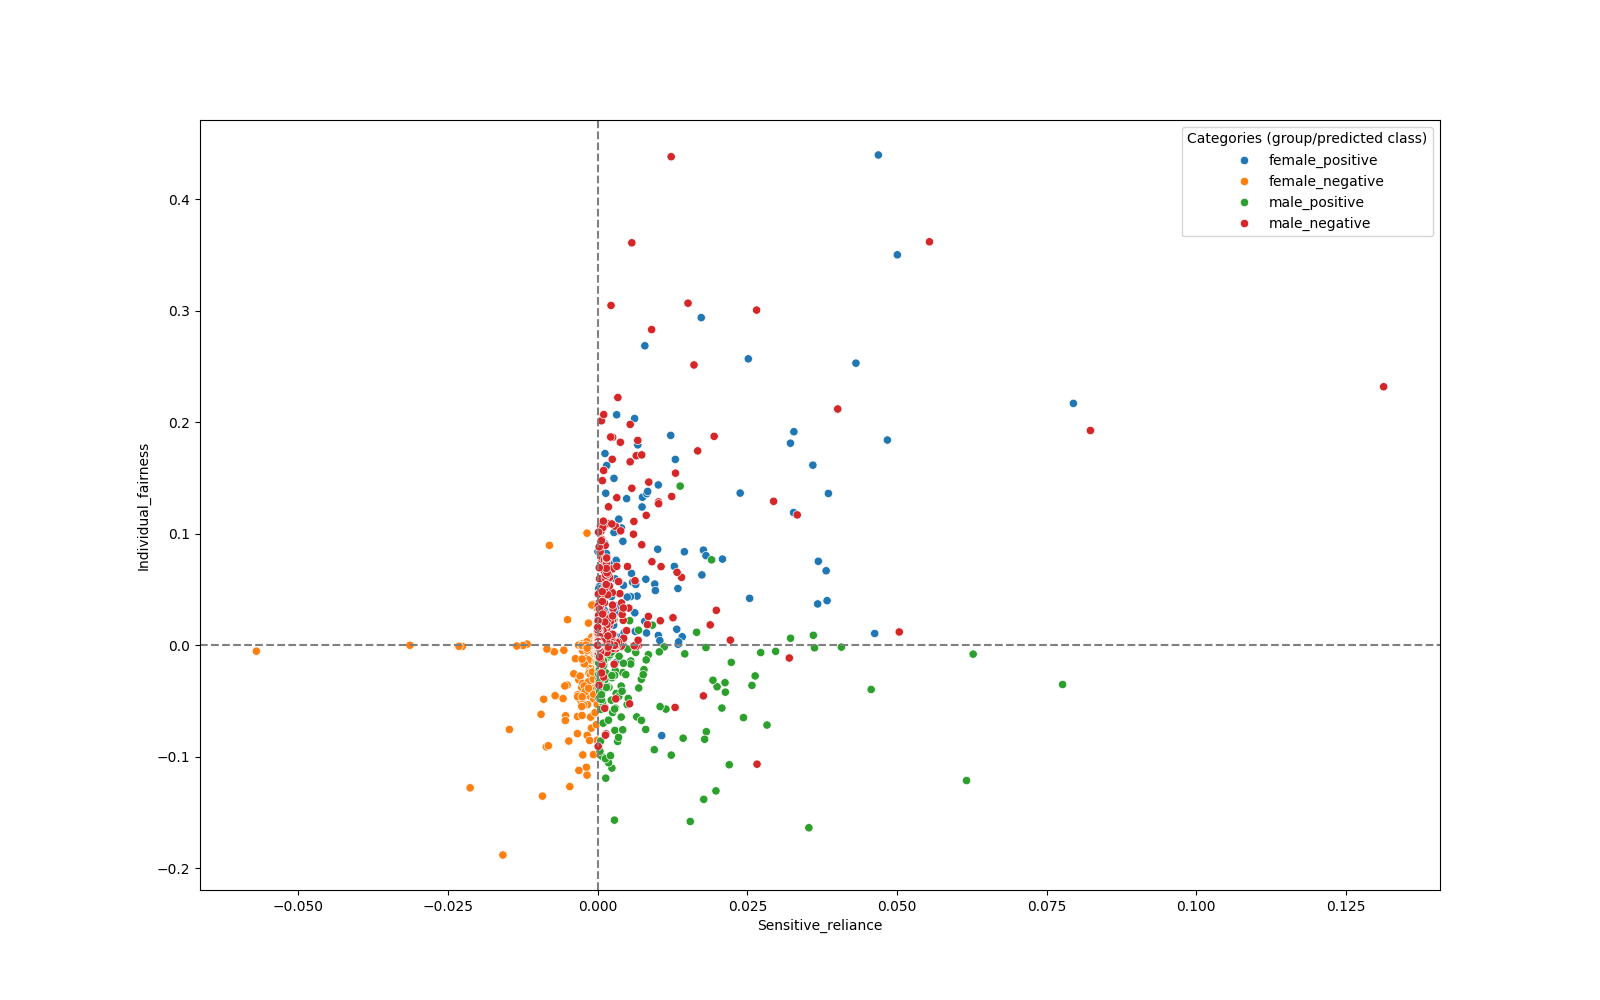 Categories (group/predicted class)
female_positive
female_negative
male_positive
male_negative
0.4
0.3
0.2
0.1
0.0
−0.1
−0.2
Individual_fairness
−0.050
−0.025
0.000
0.025
0.050
0.075
0.100
0.125
Sensitive_reliance